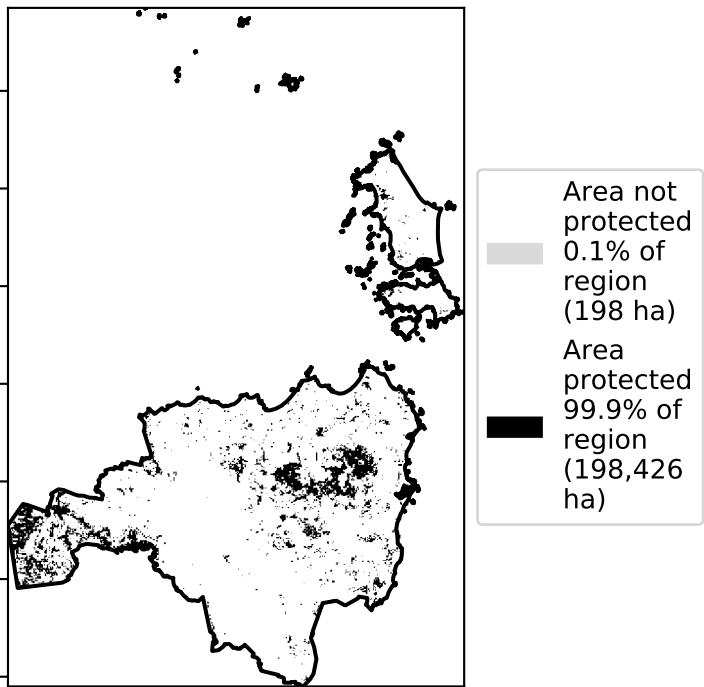 Area not
protected
0.1% of
region
(198 ha)
Area
protected
99.9% of
region
(198,426
ha)